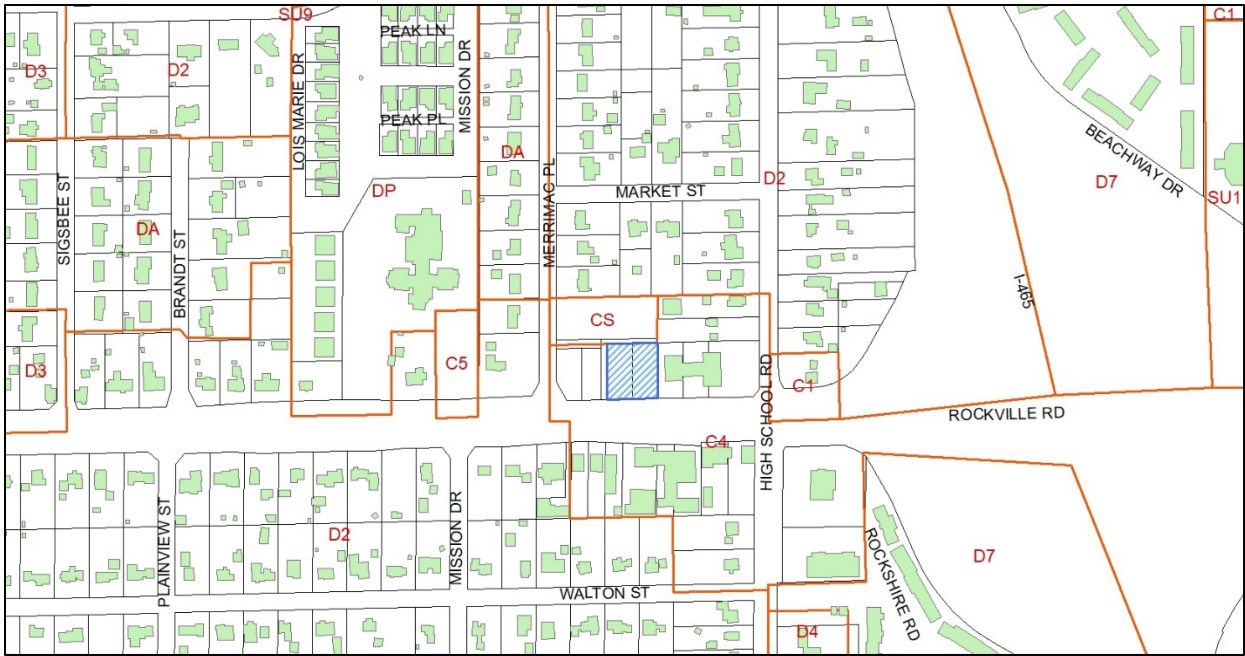 SU9
C1
PEAK LN
D3
D2
LOIS MARIE DR
MISSION DR
PEAK PL
DA
BEACHWAY DR
MERRIMAC PL
D2
D7
DP
MARKET ST
SU1
SIGSBEE ST
DA
BRANDT ST
I-465
CS
D3
C5
HIGH SCHOOL RD
C1
ROCKVILLE RD
C4
PLAINVIEW ST
D2
MISSION DR
D7
ROCKSHIRE RD
WALTON ST
D4